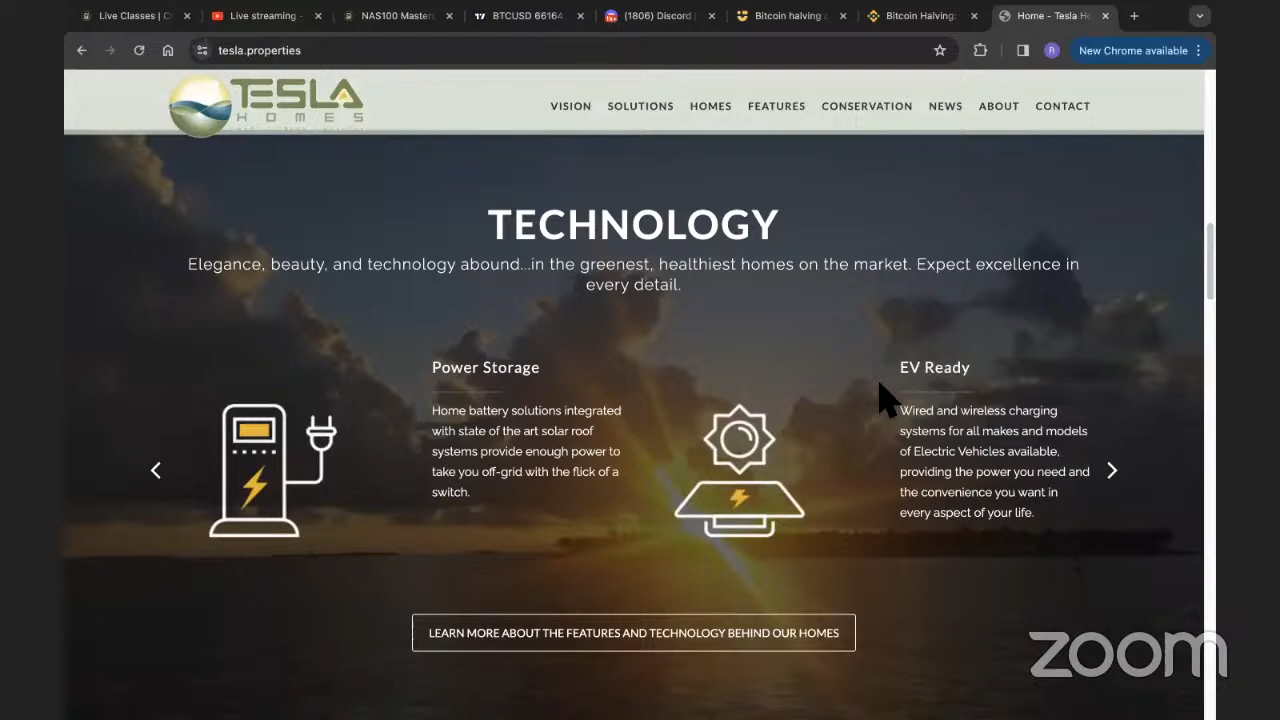 Live Classes | C
Live streaming -
NAS100 Master
BTCUSD 66164
(1806) Discord
Bitcoin halving
Bitcoin Halving:
Home - Tesla Ho
tesla.properties
R
New Chrome available
TESLA
HOMES
VISION
SOLUTIONS
HOMES
FEATURES
CONSERVATION
NEWS
ABOUT
CONTACT
TECHNOLOGY
Elegance, beauty, and technology abound...in the greenest, healthiest homes on the market. Expect excellence in
every detail.
Power Storage
Home battery solutions integrated
with state of the art solar roof
systems provide enough power to
take you off-grid with the flick of a
switch.
EV Ready
Wired and wireless charging
systems for all makes and models
of Electric Vehicles available,
providing the power you need and
the convenience you want in
every aspect of your life.
LEARN MORE ABOUT THE FEATURES AND TECHNOLOGY BEHIND OUR HOMES
zoom